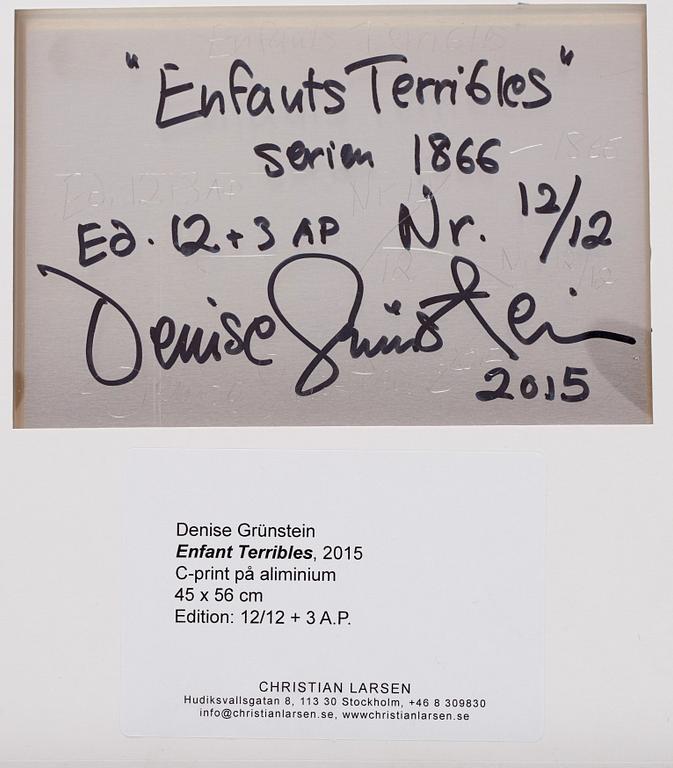 "Enfants Terribles"
serien 1866
Ed. 12 + 3 AP Nr. 12/12
Denise Grünstein
2015
Denise Grünstein
Enfant Terribles, 2015
C-print på aliminium
45 x 56 cm
Edition: 12/12 + 3 A.P.
CHRISTIAN LARSEN
Hudiksvallsgatan 8, 113 30 Stockholm, +46 8 309830
info@christianlarsen.se, wwwchristianlarsen.se